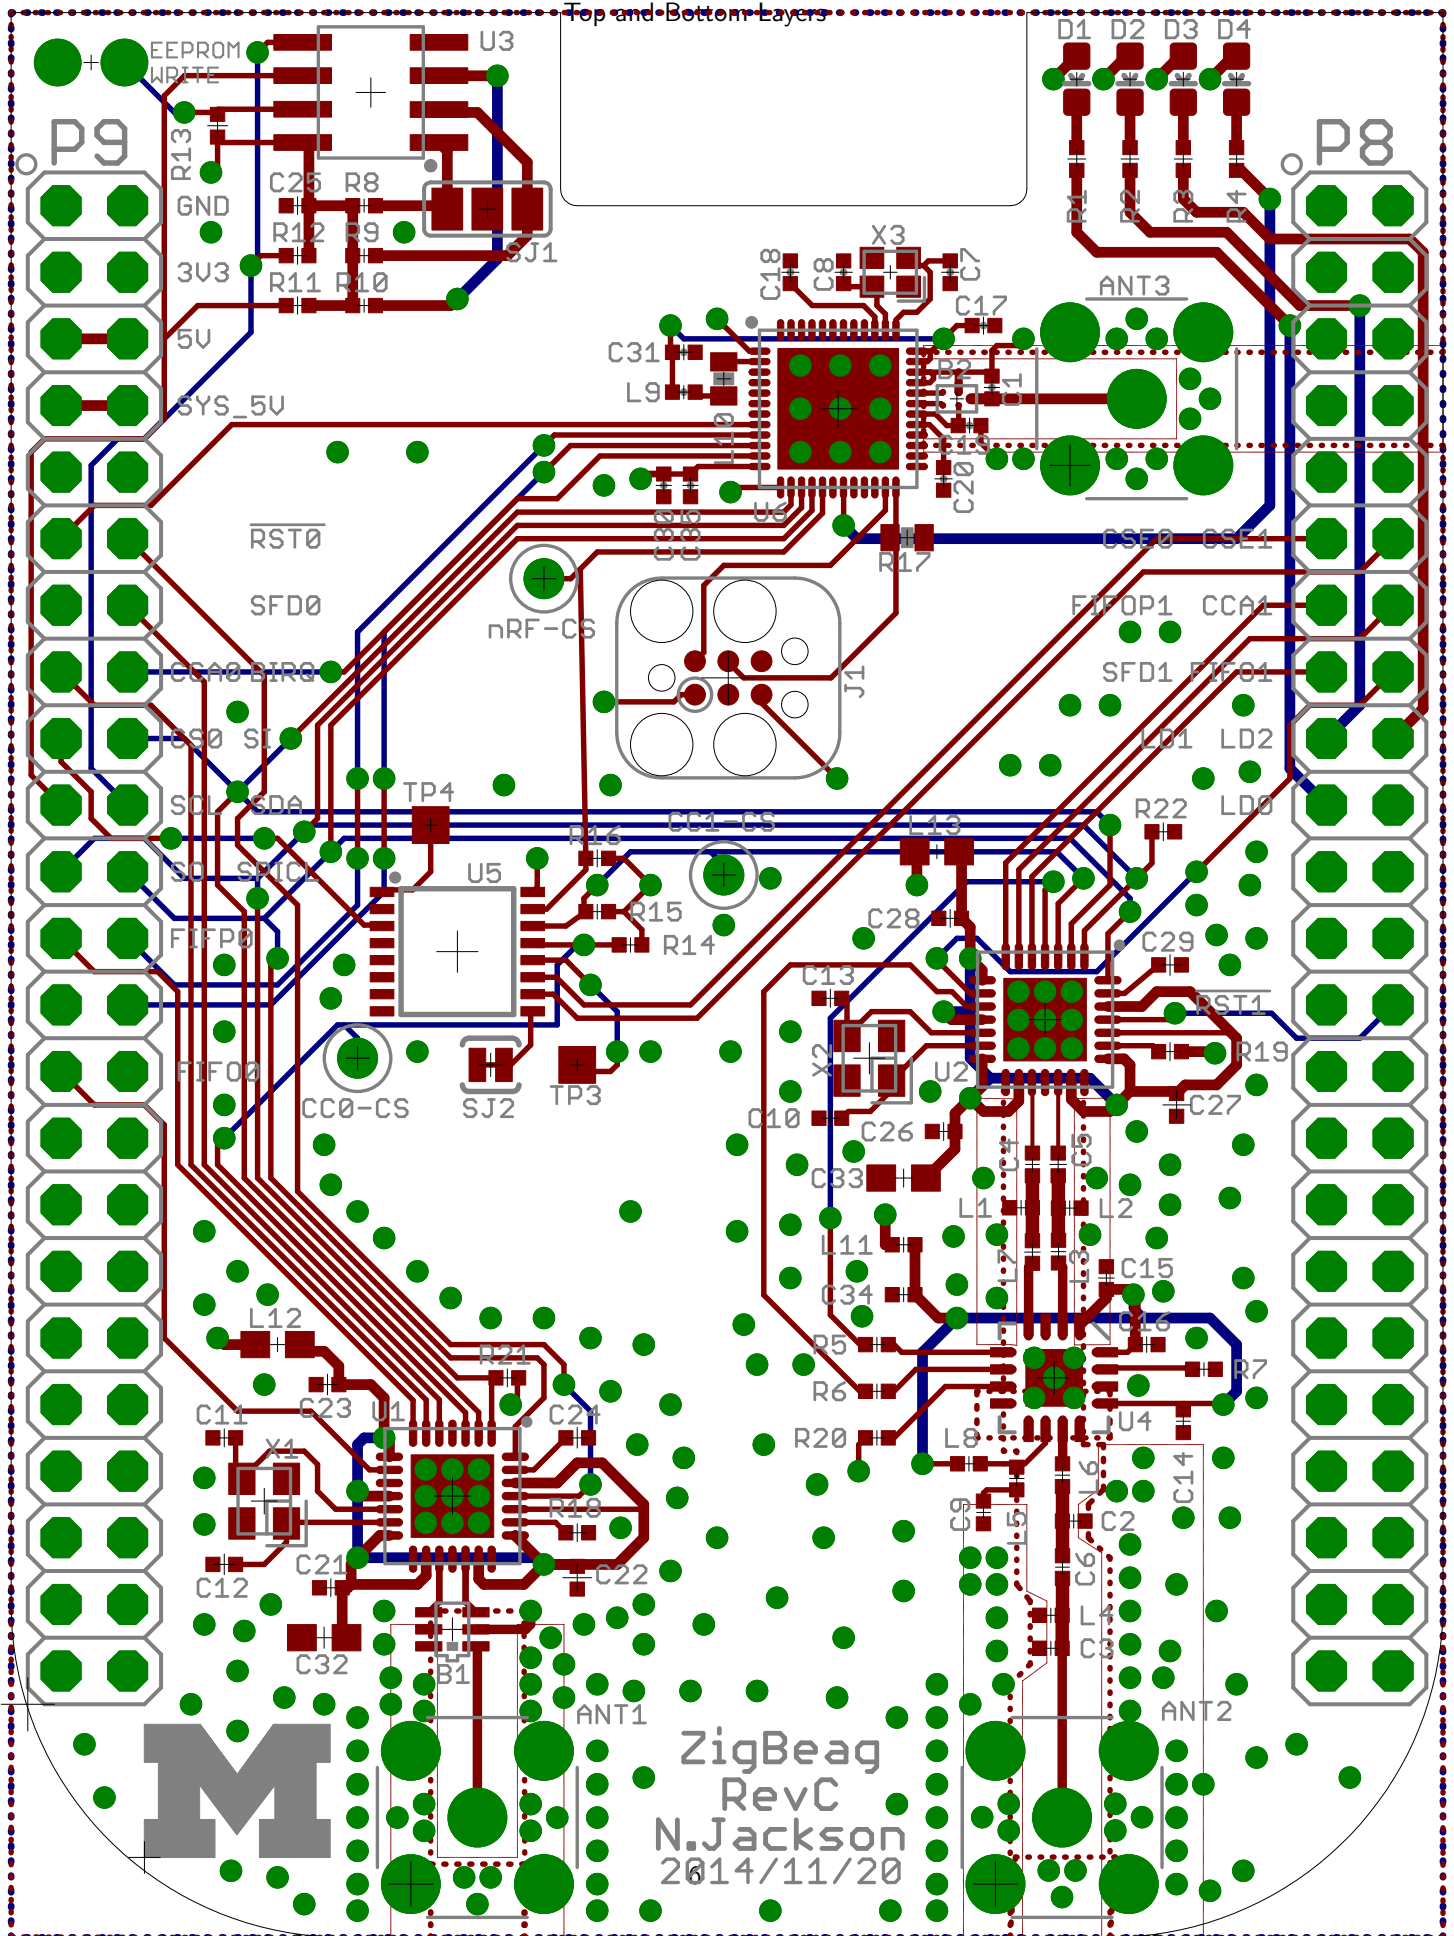 Top and Bottom Layers
EEPROM
WRITE
U3
D1 D2 D3 D4
P9
R13
P8
C25 R8
GND
R1 R2 R3 R4
R12 R9
SJ1
X3
3V3
C18 C8 C7
R11 R10
ANT3
C17
5V
C31
B2
L9
C1
SYS_5V
L10
C19
C20
U6
C30 C35
RST0
CSE0 CSE1
R17
SFD0
FIFOP1 CCA1
nRF-CS
CCA0 BIRQ
SFD1 FIFO1
J1
CS0 SI
LD1 LD2
TP4
SCL SDA
LD0
R22
CC1-CS
L13
R16
SO SPICL
U5
R15
C28
FIFP0
R14
C29
C13
RST1
X2
R19
FIFO0
U2
SJ2
TP3
CC0-CS
C10
C27
C26
C4 C5
C33
L1 L2
L11
L7 L3
C15
C34
L12
C16
R5
R21
R7
R6
C23
U1
C11
C24
U4
R20
X1
L8
L6
C14
R18
C9
L5
C2
C21
C6
C12
C22
L4
C32
B1
C3
ANT1
ANT2
M
ZigBeag
RevC
N.Jackson
2014/11/20
6